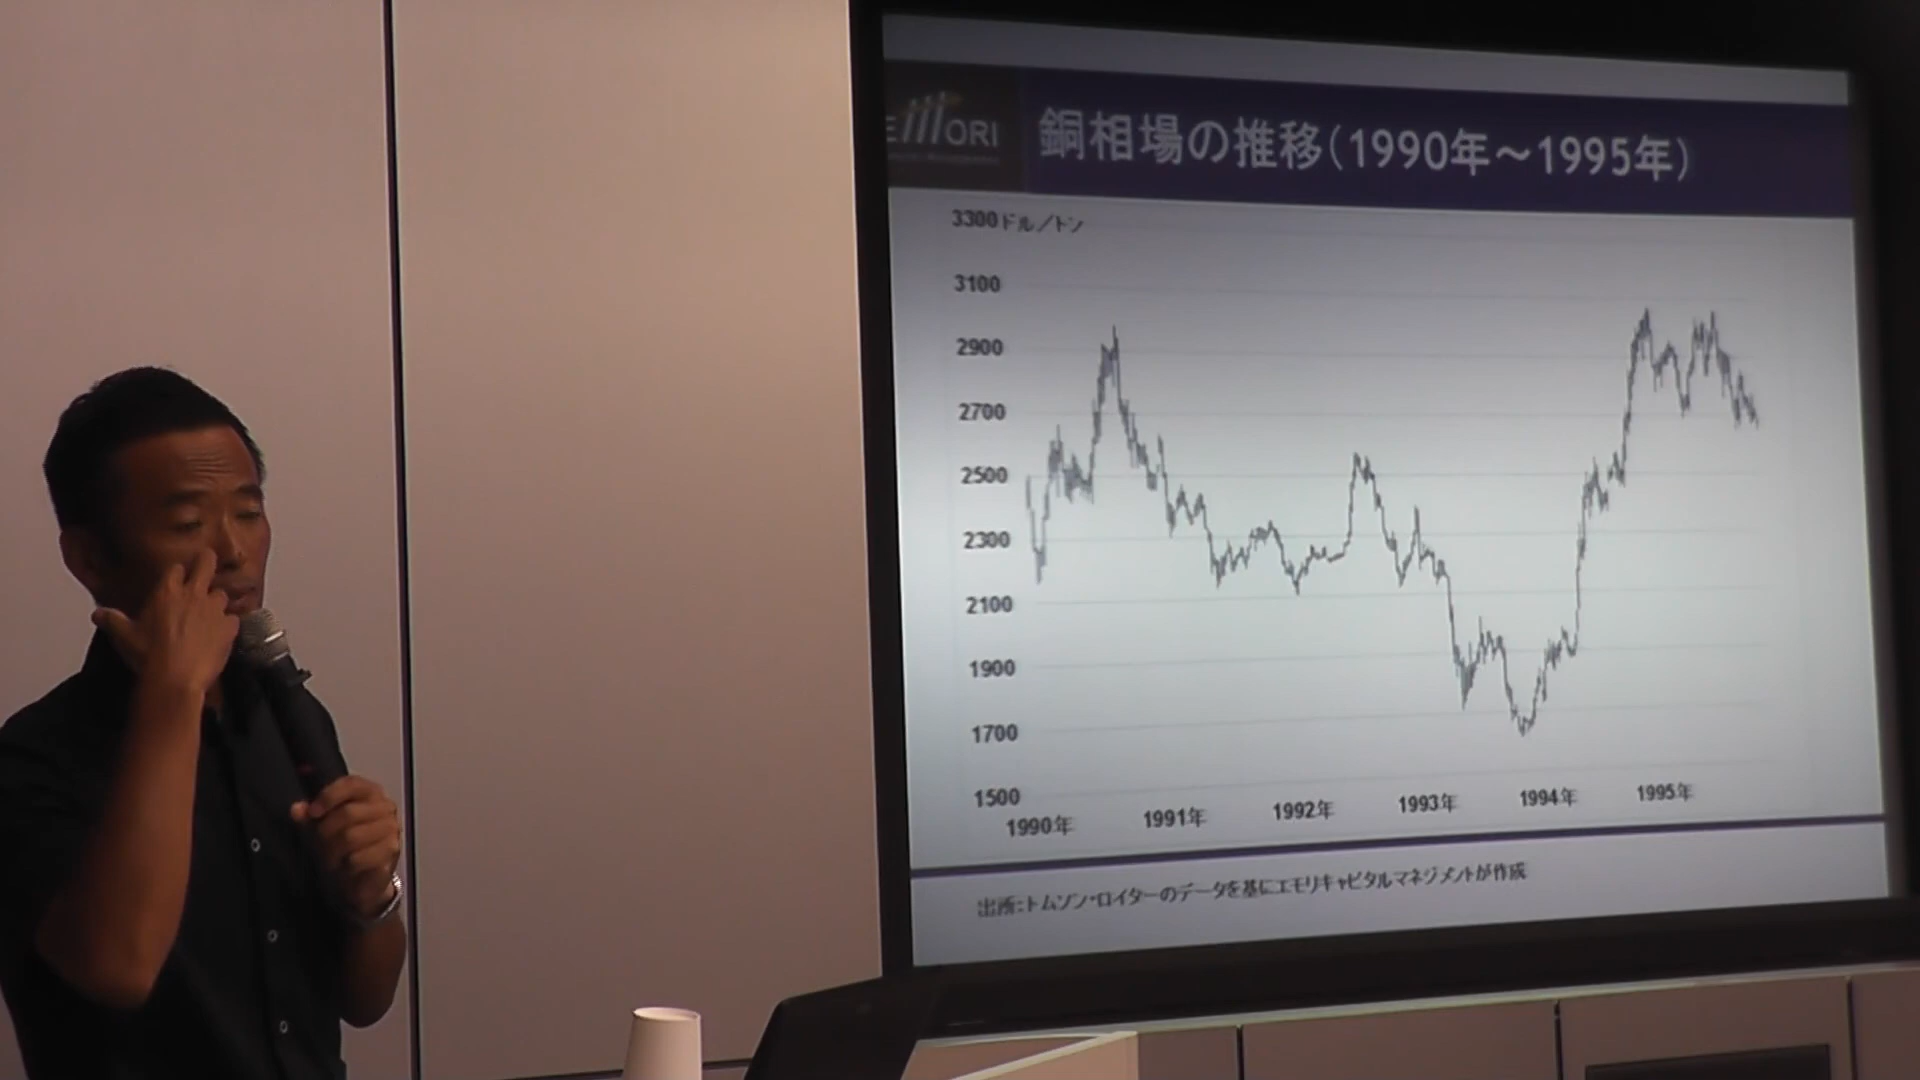 EMORI
銅相場の推移(1990年～1995年)
3300ドル／トン
3100
2900
2700
2500
2300
2100
1900
1700
1500
1990年 1991年 1992年 1993年 1994年 1995年
出所:トムソン・ロイターのデータを基にエモリキャピタルマネジメントが作成